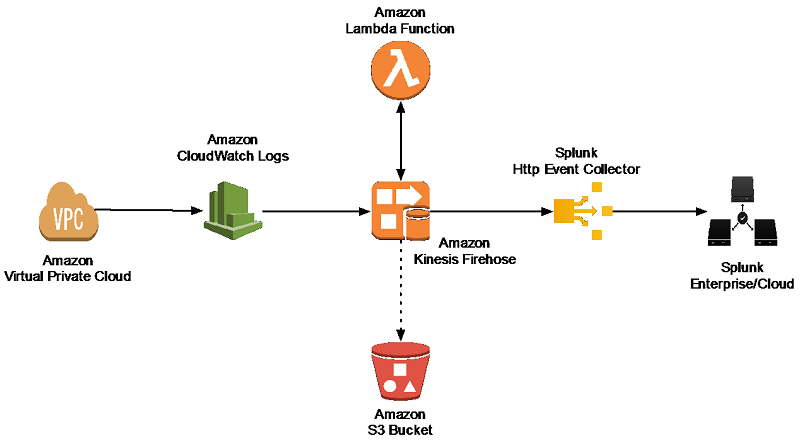 Amazon
Lambda Function
Amazon
CloudWatch Logs
Splunk
Http Event Collector
VPC
Amazon
Virtual Private Cloud
Amazon
Kinesis Firehose
Splunk
Enterprise/Cloud
Amazon
S3 Bucket